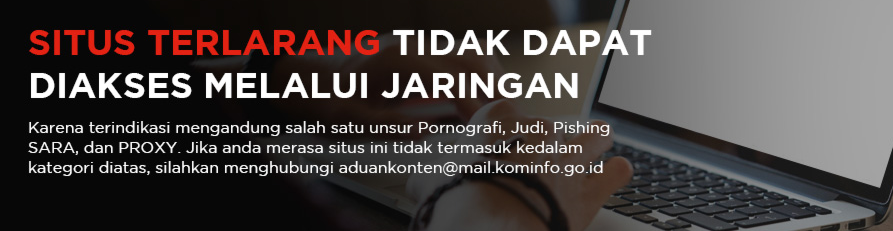 SITUS TERLARANG TIDAK DAPAT
DIAKSES MELALUI JARINGAN
Karena terindikasi mengandung salah satu unsur Pornografi, Judi, Pishing
SARA, dan PROXY. Jika anda merasa situs ini tidak termasuk kedalam
kategori diatas, silahkan menghubungi aduankonten@mail.kominfo.go.id